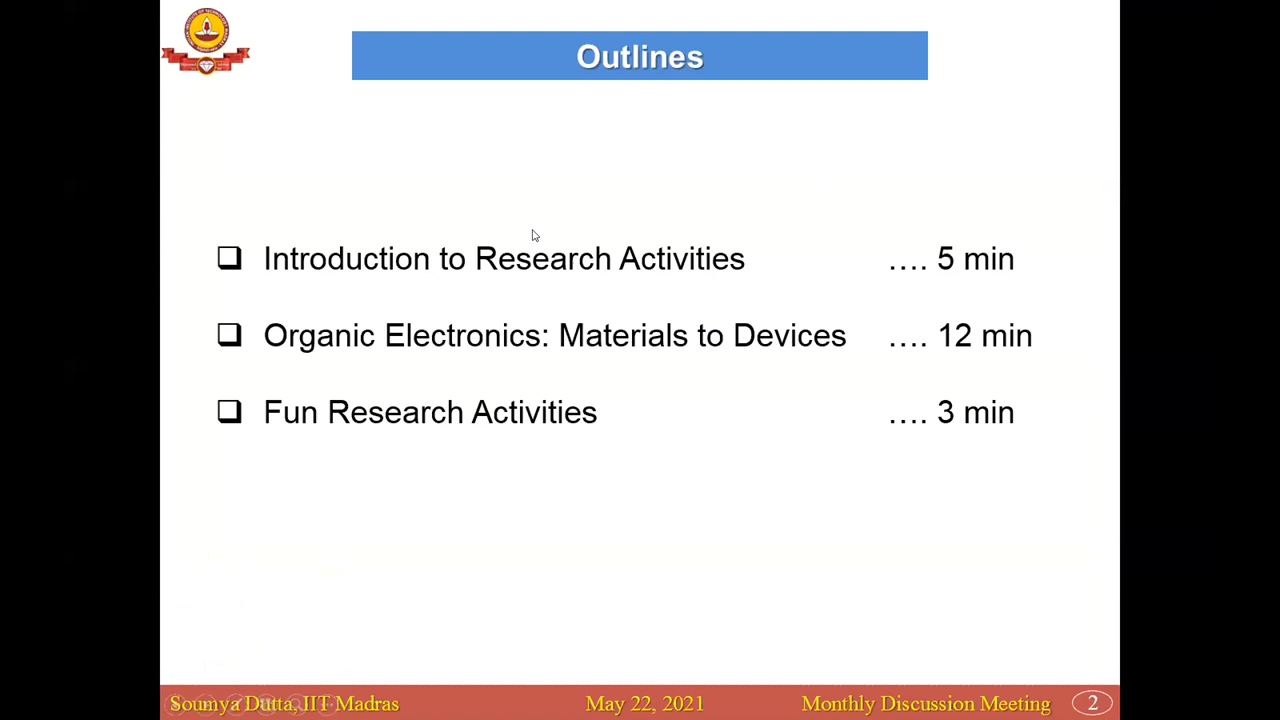 Outlines
Introduction to Research Activities …. 5 min
Organic Electronics: Materials to Devices …. 12 min
Fun Research Activities …. 3 min
Soumya Dutta, IIT Madras May 22, 2021 Monthly Discussion Meeting 2